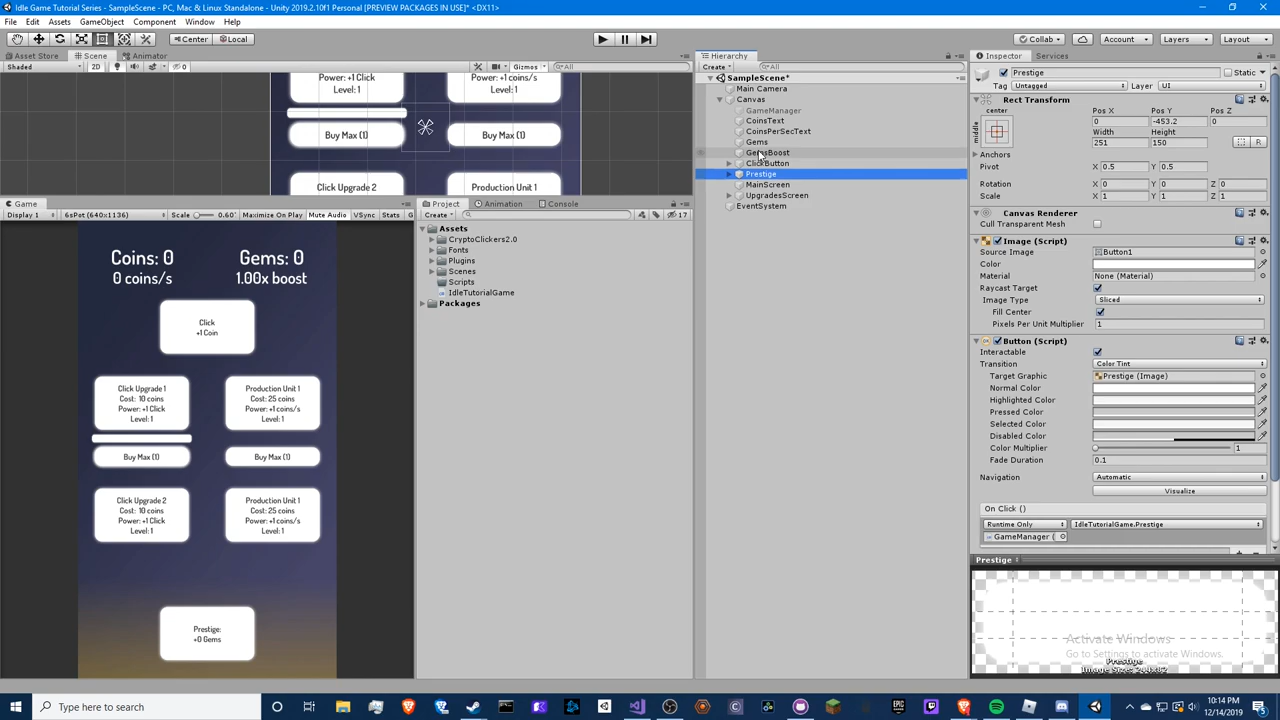 Idle Game Tutorial Series - SampleScene - PC, Mac & Linux Standalone - Unity 2019.2.10f1 Personal [PREVIEW PACKAGES IN USE]* <DX11>
File Edit Assets GameObject Component Window Help
Center Local Collab Account Layers Layout
Asset Store Scene Animator
Shaded 2D 0 Gizmos All
Power: +1 Click Power: +1 coins/s
Level: 1 Level: 1
Buy Max (1) Buy Max (1)
Click Upgrade 2 Production Unit 1
Game
Display 1 6sPot (640x1136) Scale 0.60 Maximize On Play Mute Audio VSync Stats
Coins: 0 Gems: 0
0 coins/s 1.00x boost
Click
+1 Coin
Click Upgrade 1 Production Unit 1
Cost: 10 coins Cost: 25 coins
Power: +1 Click Power: +1 coins/s
Level: 1 Level: 1
Buy Max (1) Buy Max (1)
Click Upgrade 2 Production Unit 1
Cost: 10 coins Cost: 25 coins
Power: +1 Click Power: +1 coins/s
Level: 1 Level: 1
Prestige:
+0 Gems
Project Animation Console
Create 17
Assets
CryptoClickers2.0
Fonts
Plugins
Scenes
Scripts
IdleTutorialGame
Packages
Hierarchy
Create All
SampleScene*
Main Camera
Canvas
GameManager
CoinsText
CoinsPerSecText
Gems
GemsBoost
ClickButton
Prestige
MainScreen
UpgradesScreen
EventSystem
Inspector Services
Prestige Static
Tag Untagged Layer UI
Rect Transform
center Pos X Pos Y Pos Z
middle 0 -453.2 0
Width Height
251 150 R
Anchors
Pivot X 0.5 Y 0.5
Rotation X 0 Y 0 Z 0
Scale X 1 Y 1 Z 1
Canvas Renderer
Cull Transparent Mesh
Image (Script)
Source Image Button1
Color
Material None (Material)
Raycast Target
Image Type Sliced
Fill Center
Pixels Per Unit Multiplier 1
Button (Script)
Interactable
Transition Color Tint
Target Graphic Prestige (Image)
Normal Color
Highlighted Color
Pressed Color
Selected Color
Disabled Color
Color Multiplier 1
Fade Duration 0.1
Navigation Automatic
Visualize
On Click ()
Runtime Only IdleTutorialGame.Prestige
GameManager (
Prestige
Activate Windows
Go to Settings to activate Windows.
Prestige
Image Size: 244x82
Type here to search
10:14 PM
12/14/2019